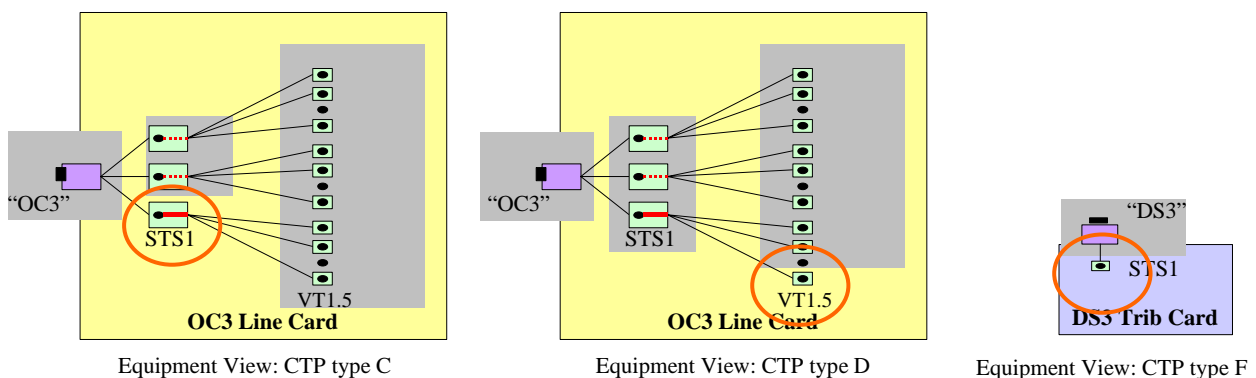 “OC3”
STS1
VT1.5
OC3 Line Card
Equipment View: CTP type C
“OC3”
STS1
VT1.5
OC3 Line Card
Equipment View: CTP type D
“DS3”
STS1
DS3 Trib Card
Equipment View: CTP type F